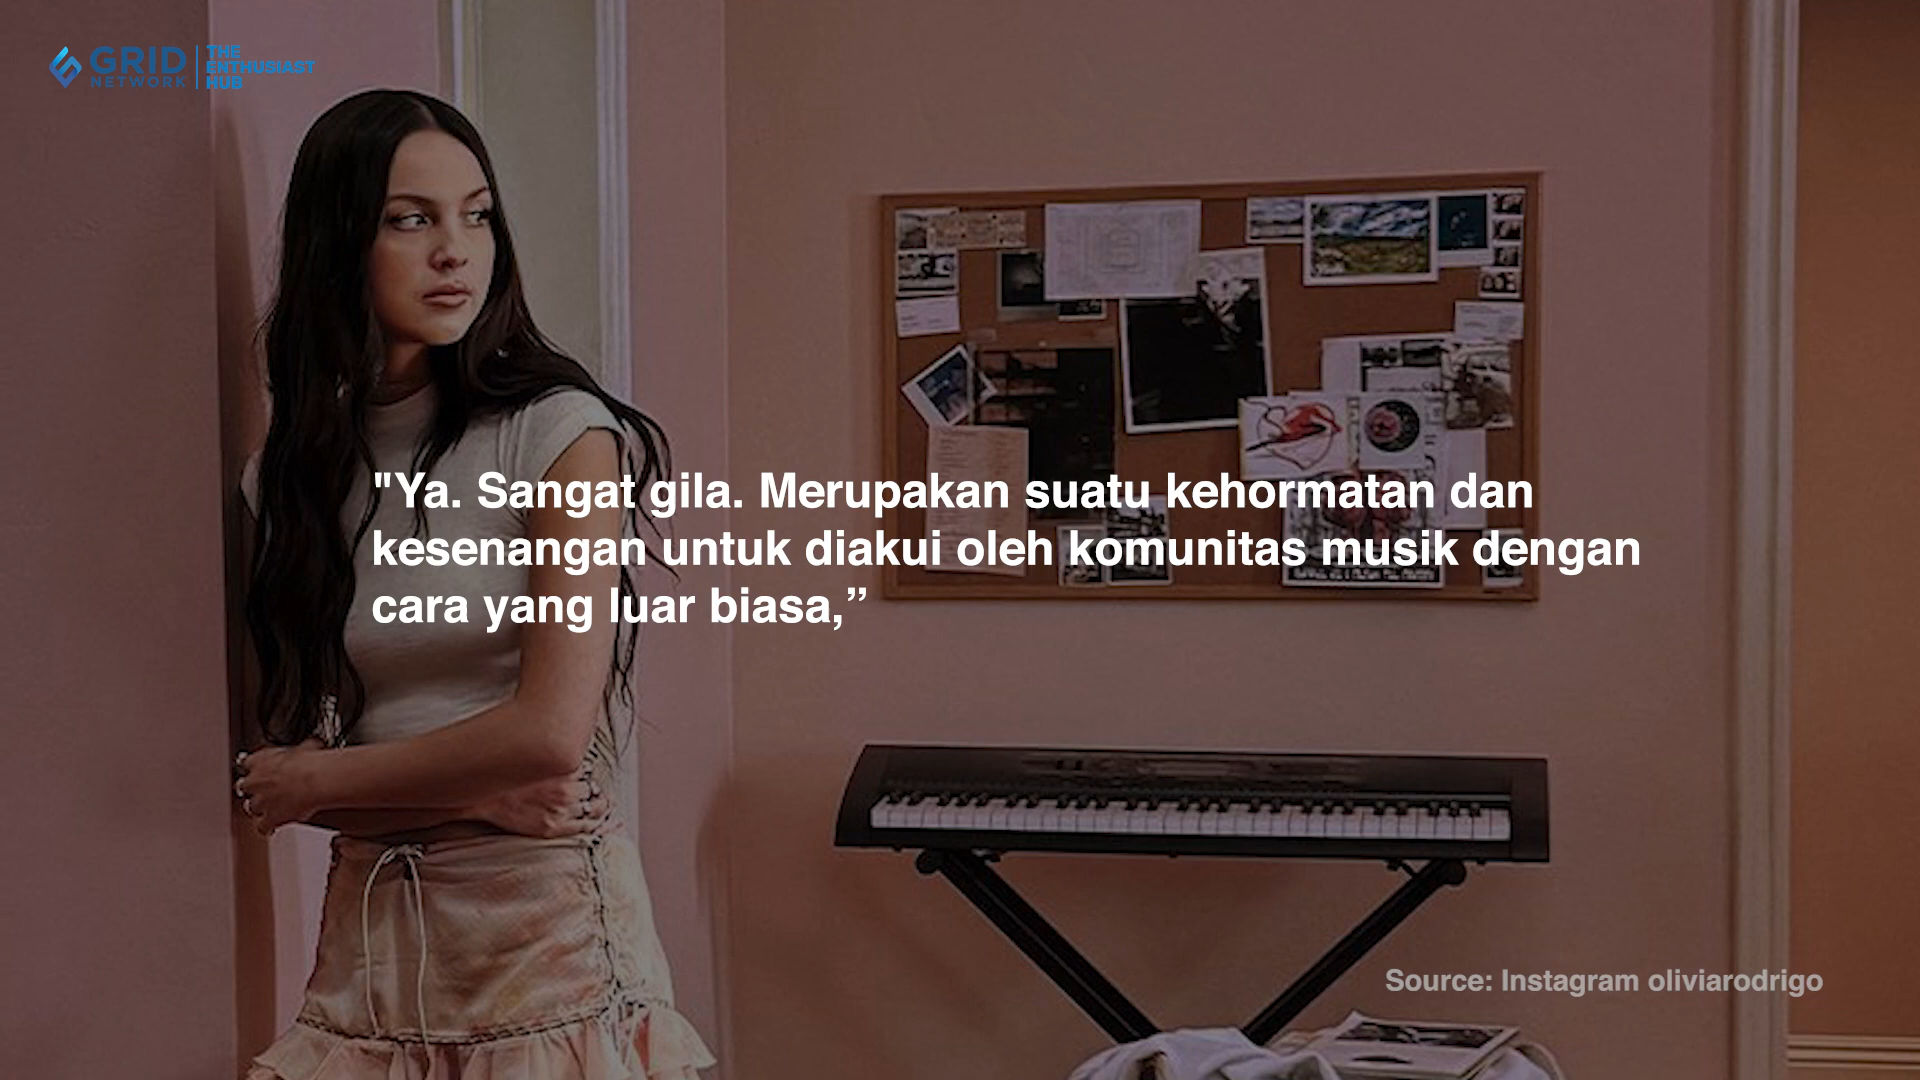 GRID
NETWORK
THE
ENTHUSIAST
HUB
"Ya. Sangat gila. Merupakan suatu kehormatan dan
kesenangan untuk diakui oleh komunitas musik dengan
cara yang luar biasa,”
Source: Instagram oliviarodrigo